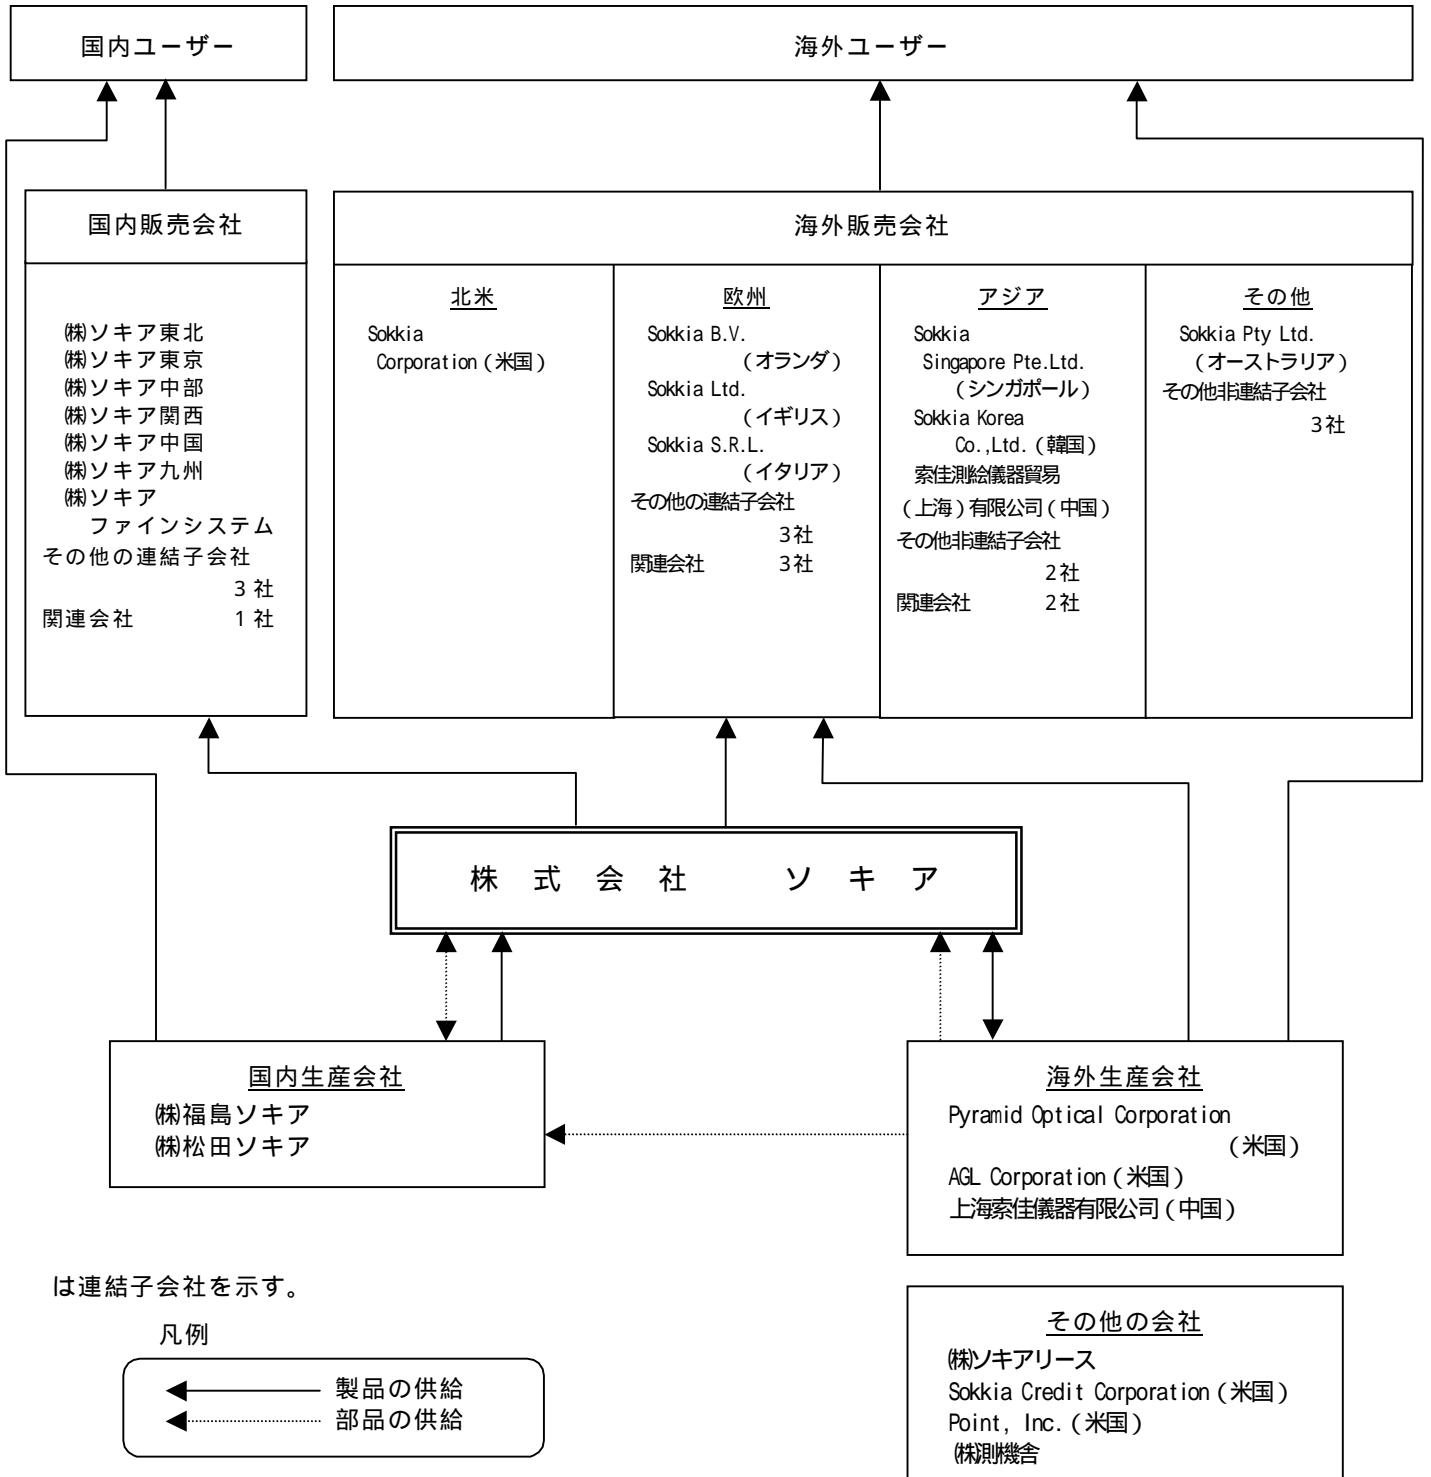 国内ユーザー
海外ユーザー
国内販売会社
㈱ソキア東北
㈱ソキア東京
㈱ソキア中部
㈱ソキア関西
㈱ソキア中国
㈱ソキア九州
㈱ソキア
ファインシステム
その他の連結子会社
3社
関連会社 1社
海外販売会社
北米
Sokkia
Corporation(米国)
欧州
Sokkia B.V.
(オランダ)
Sokkia Ltd.
(イギリス)
Sokkia S.R.L.
(イタリア)
その他の連結子会社
3社
関連会社 3社
アジア
Sokkia
Singapore Pte.Ltd.
(シンガポール)
Sokkia Korea
Co.,Ltd.(韓国)
索佳測絵儀器貿易
(上海)有限公司(中国)
その他非連結子会社
2社
関連会社 2社
その他
Sokkia Pty Ltd.
(オーストラリア)
その他非連結子会社
3社
株式会社 ソキア
国内生産会社
㈱福島ソキア
㈱松田ソキア
海外生産会社
Pyramid Optical Corporation
(米国)
AGL Corporation(米国)
上海索佳儀器有限公司(中国)
は連結子会社を示す。
凡例
製品の供給
部品の供給
その他の会社
㈱ソキアリース
Sokkia Credit Corporation(米国)
Point, Inc.(米国)
㈱測機舎